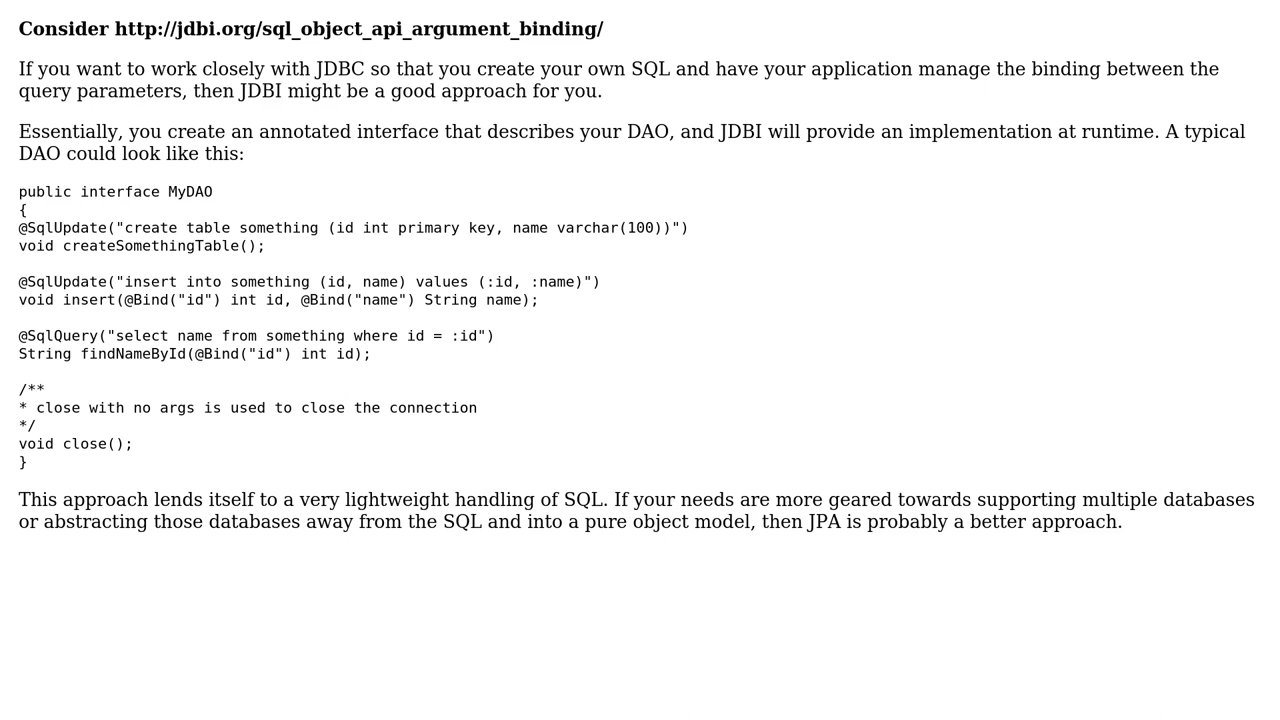 Consider http://jdbi.org/sql_object_api_argument_binding/
If you want to work closely with JDBC so that you create your own SQL and have your application manage the binding between the
query parameters, then JDBI might be a good approach for you.
Essentially, you create an annotated interface that describes your DAO, and JDBI will provide an implementation at runtime. A typical
DAO could look like this:
public interface MyDAO
{
@SqlUpdate("create table something (id int primary key, name varchar(100))")
void createSomethingTable();
@SqlUpdate("insert into something (id, name) values (:id, :name)")
void insert(@Bind("id") int id, @Bind("name") String name);
@SqlQuery("select name from something where id = :id")
String findNameById(@Bind("id") int id);
/**
* close with no args is used to close the connection
*/
void close();
}
This approach lends itself to a very lightweight handling of SQL. If your needs are more geared towards supporting multiple databases
or abstracting those databases away from the SQL and into a pure object model, then JPA is probably a better approach.